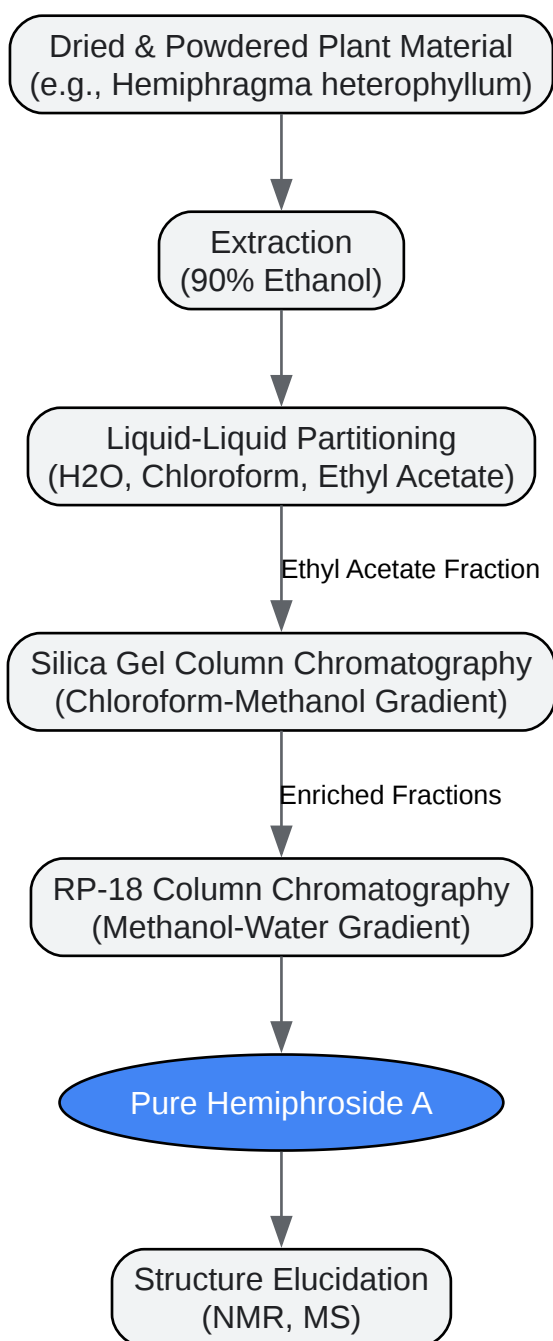 Dried & Powdered Plant Material
(e.g., Hemiphragma heterophyllum)
Extraction
(90% Ethanol)
Liquid-Liquid Partitioning
(H2O, Chloroform, Ethyl Acetate)
Ethyl Acetate Fraction
Silica Gel Column Chromatography
(Chloroform-Methanol Gradient)
Enriched Fractions
RP-18 Column Chromatography
(Methanol-Water Gradient)
Pure Hemiphroside A
Structure Elucidation
(NMR, MS)